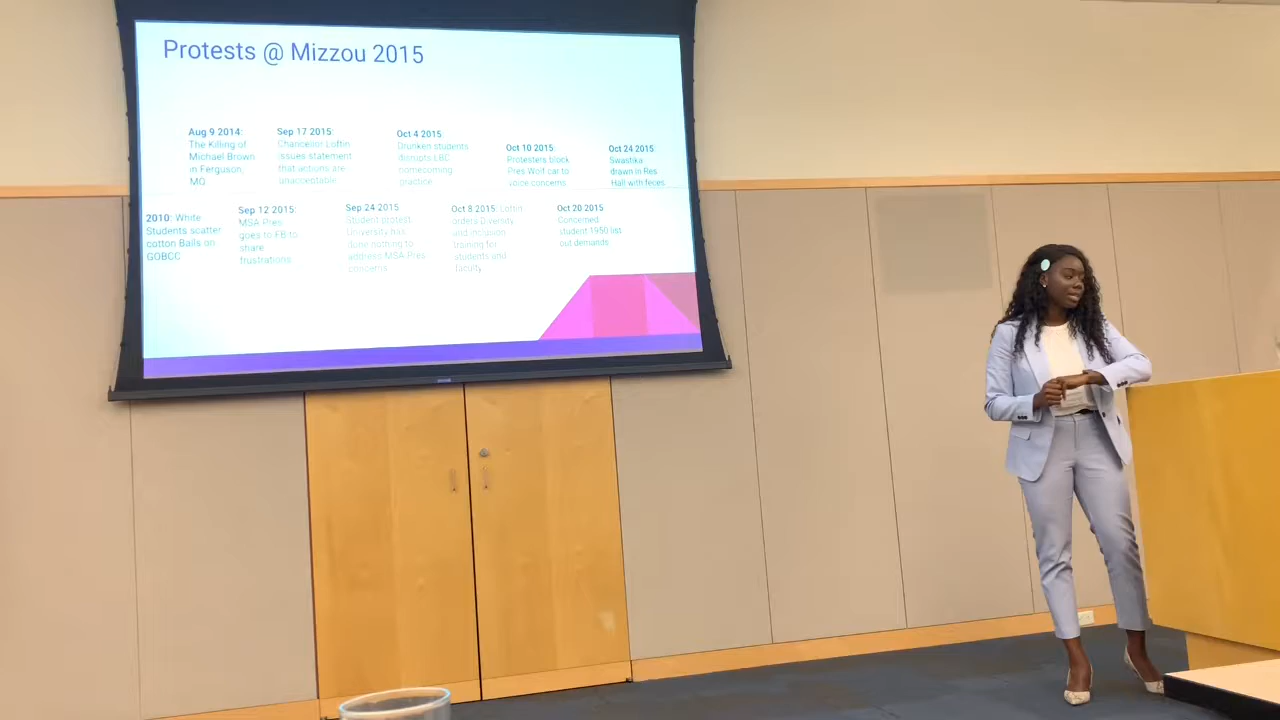 Protests @ Mizzou 2015
Aug 9 2014:
The Killing of
Michael Brown
in Ferguson,
MO
Sep 17 2015:
Chancellor Loftin
issues statement
that actions are
unacceptable
Oct 4 2015
Drunken students
disrupts LBC
homecoming
practice
Oct 10 2015
Protesters block
Pres Wolf car to
voice concerns
Oct 24 2015
Swastika
drawn in Res
Hall with feces
2010: White
Students scatter
cotton Balls on
GOBCC
Sep 12 2015:
MSA Pres
goes to FB to
share
frustrations
Sep 24 2015
Student protest
University has
done nothing to
address MSA Pres
concerns
Oct 8 2015: Loftin
orders Diversity
and inclusion
training for
students and
faculty
Oct 20 2015
Concerned
student 1950 list
out demands